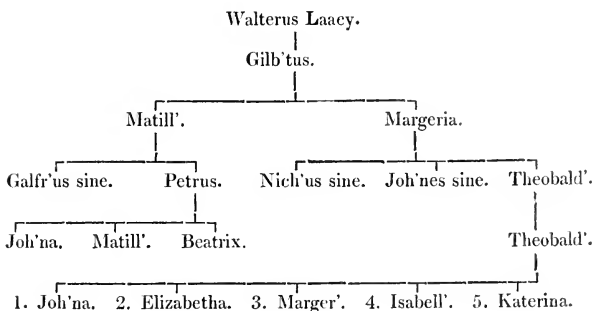 Walterus Laacy.
Gilb'tus.
Matill'. Margeria.
Galfr'us sine. Petrus. Nich'us sine. Joh'nes sine. Theobald'.
Joh'na. Matill'. Beatrix. Theobald'.
1. Joh'na. 2. Elizabetha. 3. Marger'. 4. Isabell'. 5. Katerina.